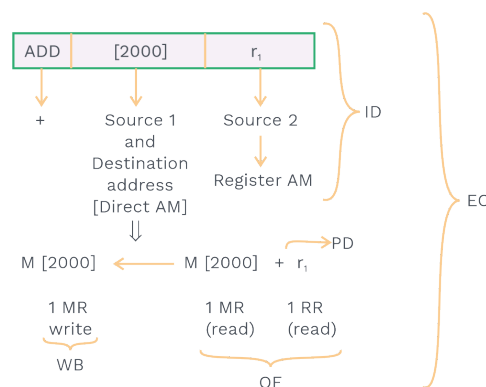 ADD [2000] r₁
ID
+ Source 1 Source 2
and
Destination
address Register AM
[Direct AM]
EC
PD
M [2000] M [2000] + r₁
1 MR 1 MR 1 RR
write (read) (read)
WB
OF